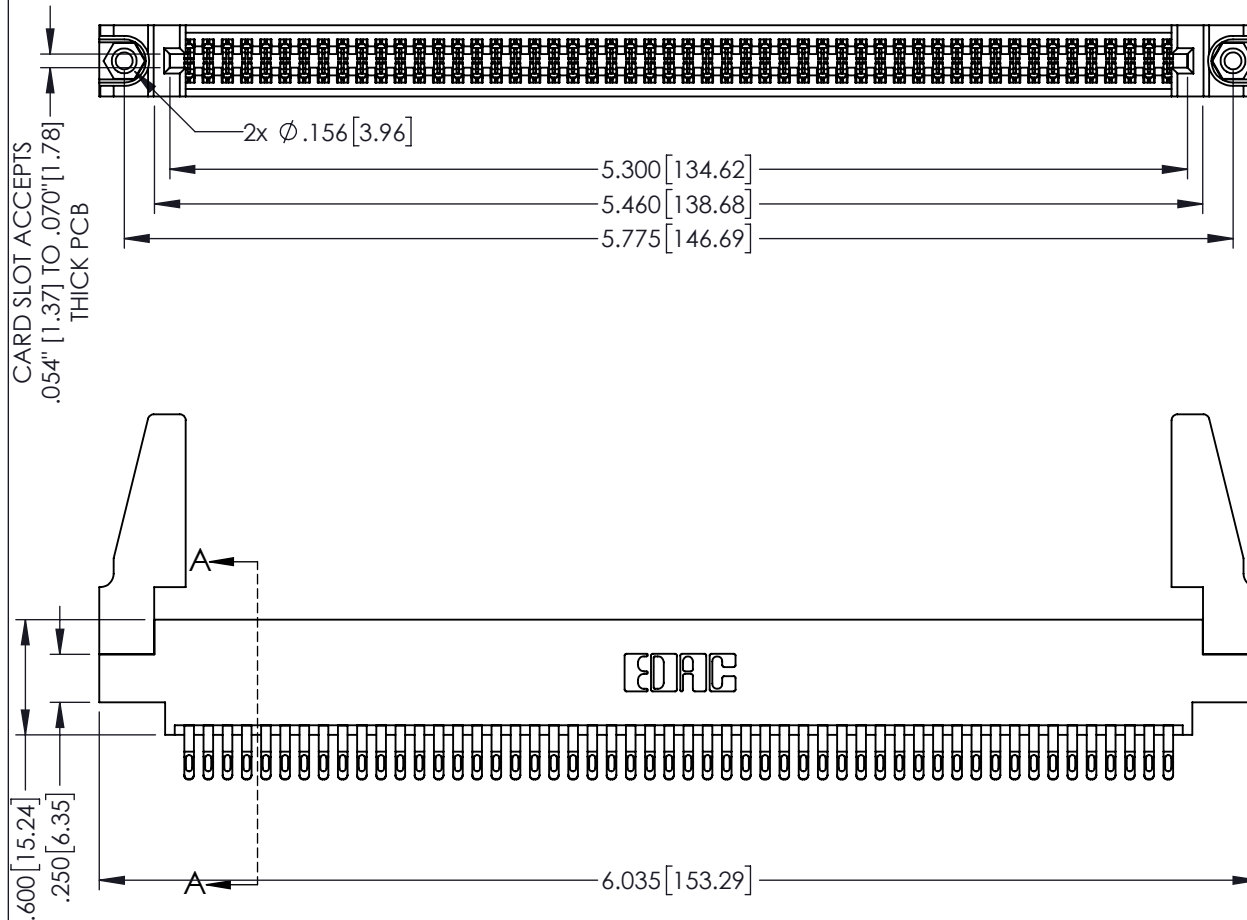 2x Ø .156[3.96]
5.300[134.62]
5.460[138.68]
5.775[146.69]
CARD SLOT ACCEPTS
.054" [1.37] TO .070"[1.78]
THICK PCB
A
EDAC
.600[15.24]
.250[6.35]
A
6.035[153.29]